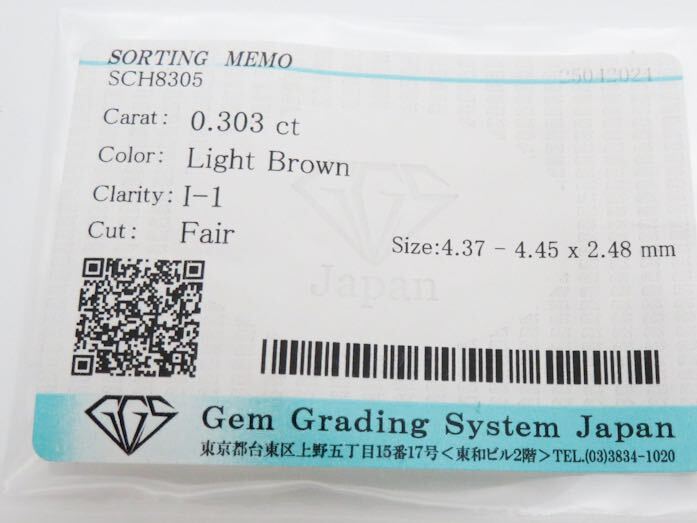 SORTING MEMO
SCH8305
25042024
Carat: 0.303 ct
Color: Light Brown
Clarity: I-1
Cut: Fair
Size:4.37 - 4.45 x 2.48 mm
Japan
GGS Gem Grading System Japan
東京都台東区上野五丁目15番17号<東和ビル2階>TEL.(03)3834-1020